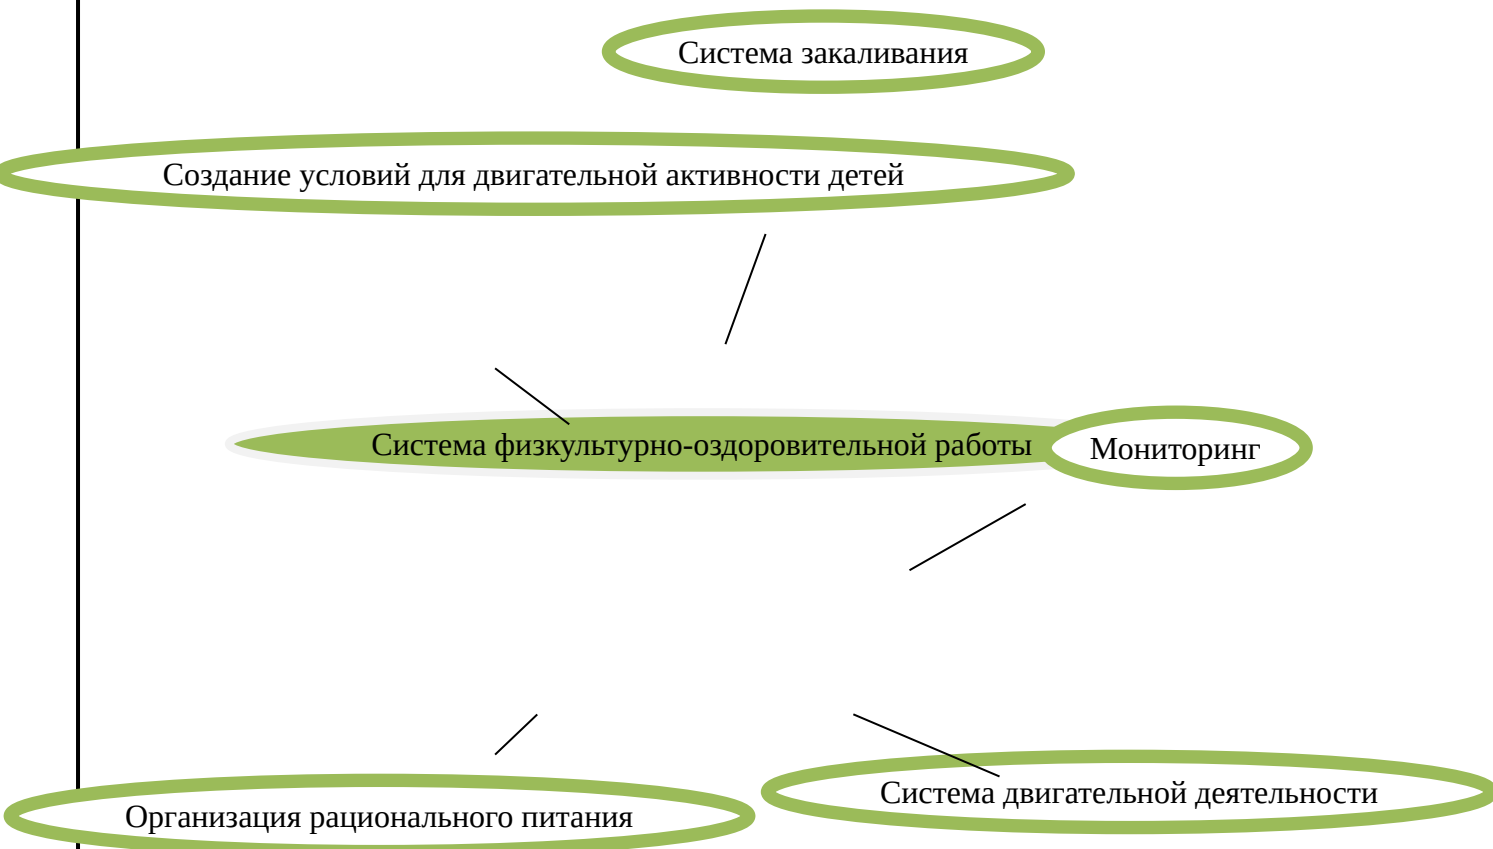 Система закаливания
Создание условий для двигательной активности детей
Система физкультурно-оздоровительной работы
Мониторинг
Система двигательной деятельности
Организация рационального питания